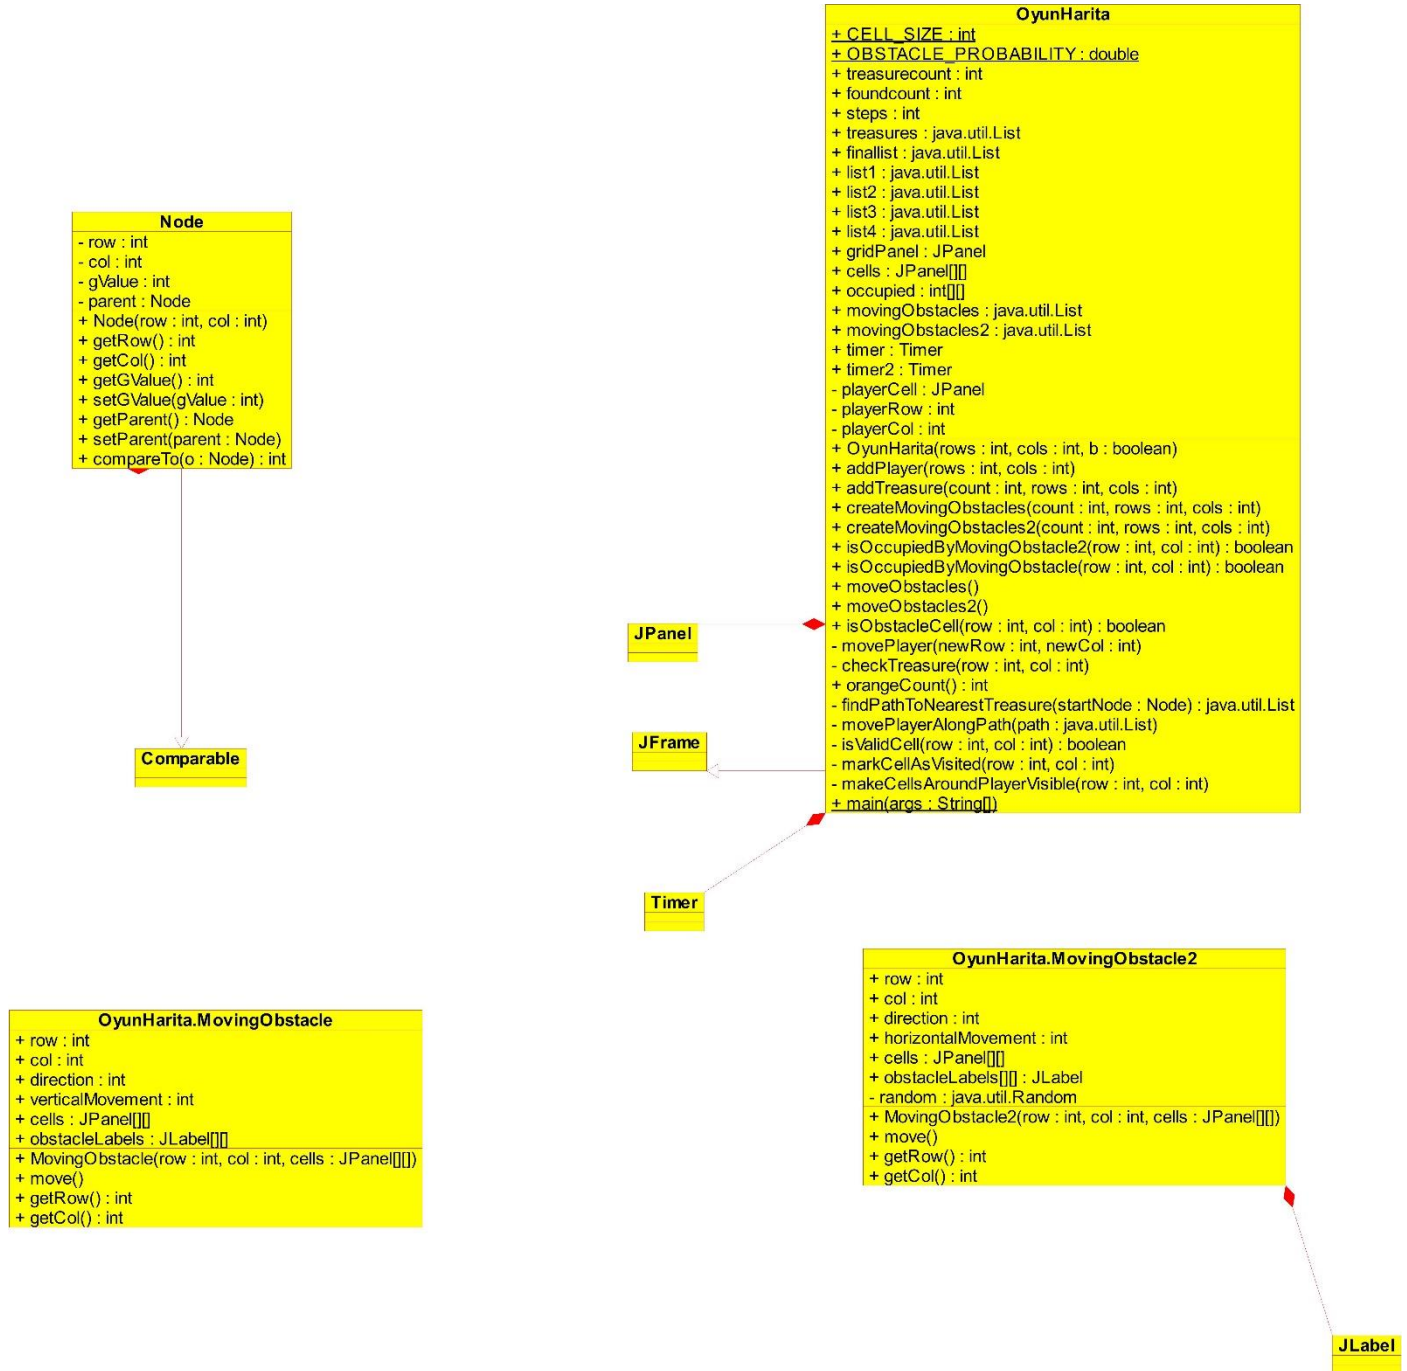 OyunHarita
+ CELL_SIZE : int
+ OBSTACLE_PROBABILITY : double
+ treasurecount : int
+ foundcount : int
+ steps : int
+ treasures : java.util.List
+ finallist : java.util.List
+ list1 : java.util.List
+ list2 : java.util.List
+ list3 : java.util.List
+ list4 : java.util.List
+ gridPanel : JPanel
+ cells : JPanel[][]
+ occupied : int[][]
+ movingObstacles : java.util.List
+ movingObstacles2 : java.util.List
+ timer : Timer
+ timer2 : Timer
- playerCell : JPanel
- playerRow : int
- playerCol : int
+ OyunHarita(rows : int, cols : int, b : boolean)
+ addPlayer(rows : int, cols : int)
+ addTreasure(count : int, rows : int, cols : int)
+ createMovingObstacles(count : int, rows : int, cols : int)
+ createMovingObstacles2(count : int, rows : int, cols : int)
+ isOccupiedByMovingObstacle2(row : int, col : int) : boolean
+ isOccupiedByMovingObstacle(row : int, col : int) : boolean
+ moveObstacles()
+ moveObstacles2()
+ isObstacleCell(row : int, col : int) : boolean
- movePlayer(newRow : int, newCol : int)
- checkTreasure(row : int, col : int)
+ orangeCount() : int
- findPathToNearestTreasure(startNode : Node) : java.util.List
- movePlayerAlongPath(path : java.util.List)
- isValidCell(row : int, col : int) : boolean
- markCellAsVisited(row : int, col : int)
- makeCellsAroundPlayerVisible(row : int, col : int)
+ main(args : String[])
Node
- row : int
- col : int
- gValue : int
- parent : Node
+ Node(row : int, col : int)
+ getRow() : int
+ getCol() : int
+ getGValue() : int
+ setGValue(gValue : int)
+ getParent() : Node
+ setParent(parent : Node)
+ compareTo(o : Node) : int
JPanel
JFrame
Comparable
Timer
OyunHarita.MovingObstacle2
+ row : int
+ col : int
+ direction : int
+ horizontalMovement : int
+ cells : JPanel[][]
+ obstacleLabels[][] : JLabel
- random : java.util.Random
+ MovingObstacle2(row : int, col : int, cells : JPanel[][])
+ move()
+ getRow() : int
+ getCol() : int
OyunHarita.MovingObstacle
+ row : int
+ col : int
+ direction : int
+ verticalMovement : int
+ cells : JPanel[][]
+ obstacleLabels : JLabel[][]
+ MovingObstacle(row : int, col : int, cells : JPanel[][])
+ move()
+ getRow() : int
+ getCol() : int
JLabel